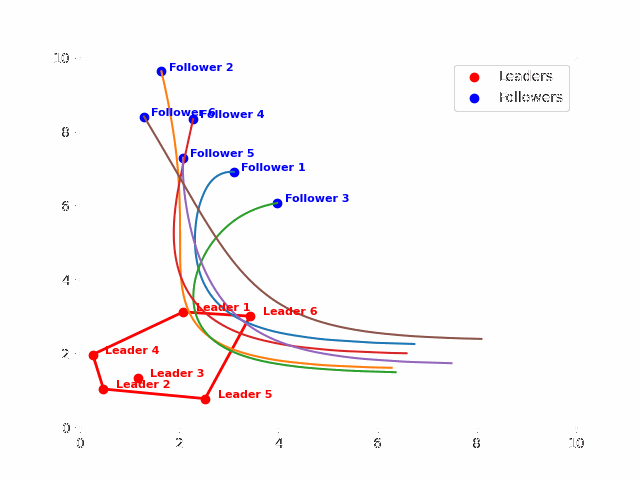 10
Follower 2
Leaders
Followers
Follower 6
Follower 4
8
Follower 5
Follower 1
Follower 3
6
4
Leader 1
Leader 6
2
Leader 4
Leader 3
Leader 2
Leader 5
0
0 2 4 6 8 10